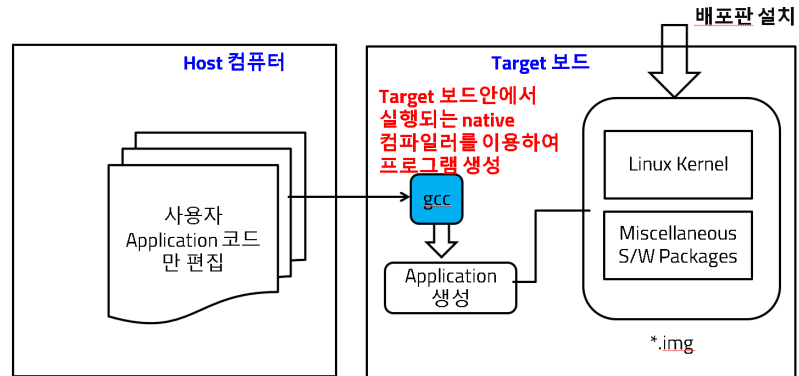 배포판 설치
Host 컴퓨터
Target 보드
Target 보드안에서
실행되는 native
컴파일러를 이용하여
프로그램 생성
gcc
사용자
Application 코드
만 편집
Application
생성
Linux Kernel
Miscellaneous
S/W Packages
*.img